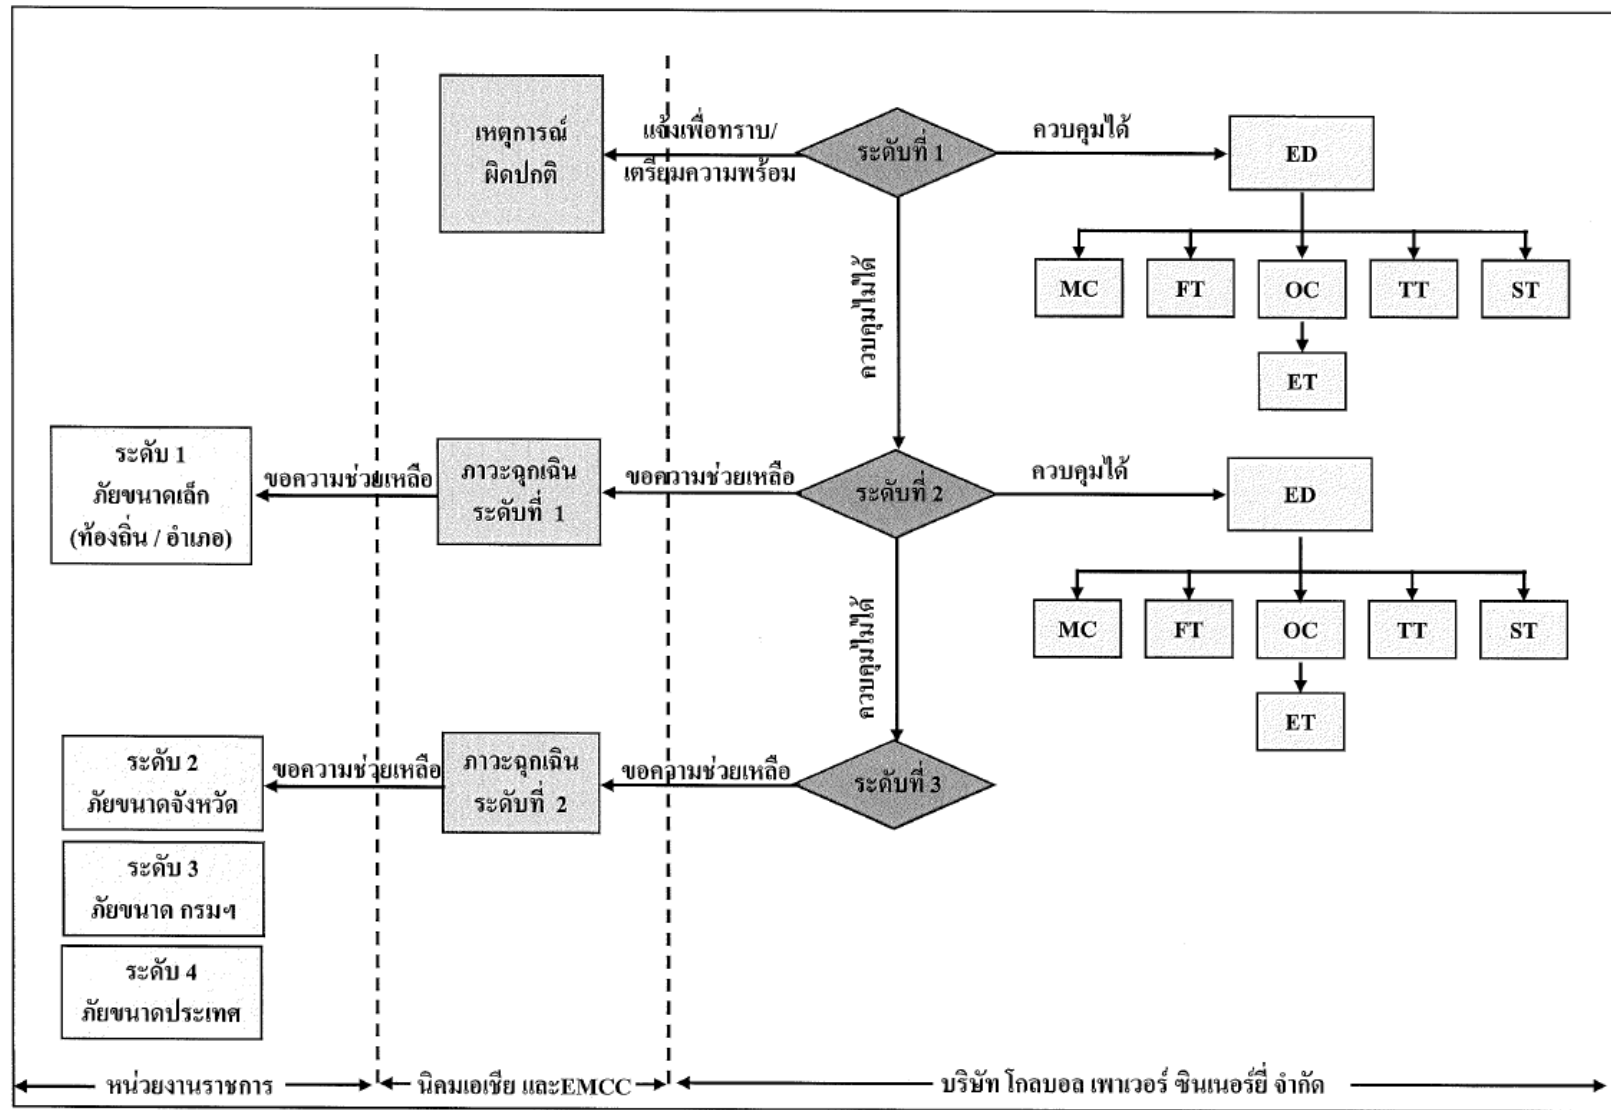 เหตุการณ์
ผิดปกติ
แจ้งเพื่อทราบ/
เตรียมความพร้อม
ระดับที่ 1
ควบคุมได้
ED
MC
FT
OC
TT
ST
ET
ควบคุมไม่ได้
ระดับ 1
ภัยขนาดเล็ก
(ท้องถิ่น / อำเภอ)
ขอความช่วยเหลือ
ภาวะฉุกเฉิน
ระดับที่ 1
ขอความช่วยเหลือ
ระดับที่ 2
ควบคุมได้
ED
MC
FT
OC
TT
ST
ET
ควบคุมไม่ได้
ระดับ 2
ภัยขนาดจังหวัด
ขอความช่วยเหลือ
ภาวะฉุกเฉิน
ระดับที่ 2
ขอความช่วยเหลือ
ระดับที่ 3
ระดับ 3
ภัยขนาด กรมฯ
ระดับ 4
ภัยขนาดประเทศ
หน่วยงานราชการ
นิคมเอเชีย และEMCC
บริษัท โกลบอล เพาเวอร์ ซินเนอร์ยี่ จำกัด